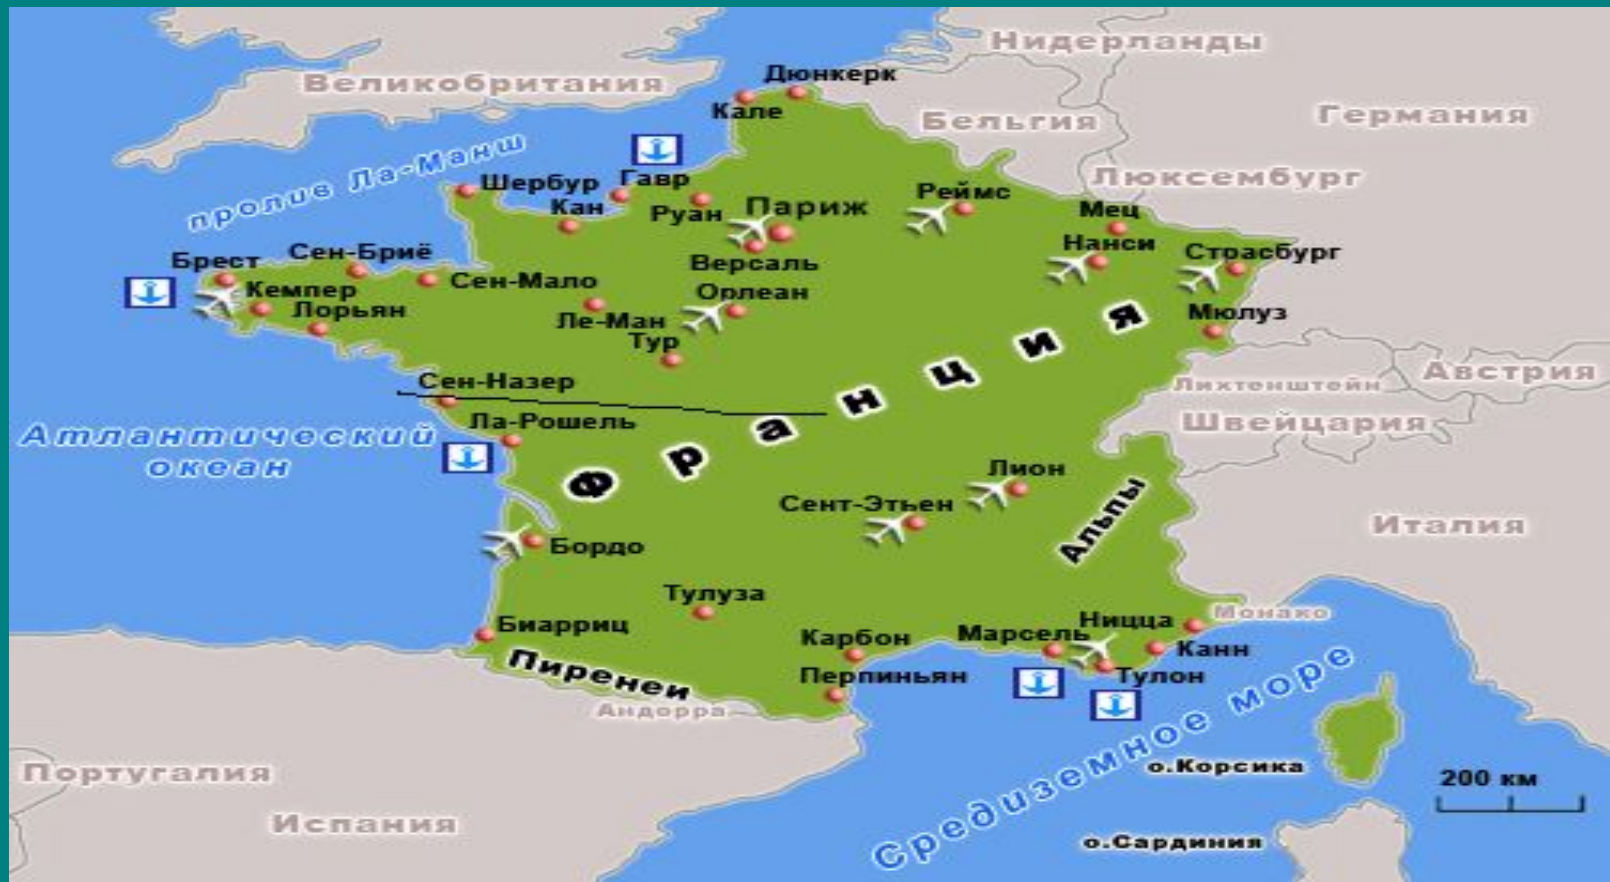 Нидерланды
Великобритания
Дюнкерк
Кале
Бельгия
Германия
пролив Ла-Манш
Люксембург
Шербур
Гавр
Кан
Руан
Париж
Реймс
Мец
Нанси
Страсбург
Версаль
Брест
Сен-Бриё
Сен-Мало
Кемпер
Лорьян
Орлеан
Ле-Ман
Тур
Мюлуз
Франция
Сен-Назер
Лихтенштейн
Австрия
Швейцария
Ла-Рошель
Атлантический
океан
Лион
Сент-Этьен
Альпы
Италия
Бордо
Тулуза
Биарриц
Пиренеи
Карбон
Марсель
Ницца
Монако
Канн
Перпиньян
Тулон
Андорра
Средиземное море
Португалия
Испания
о.Корсика
200 км
о.Сардиния